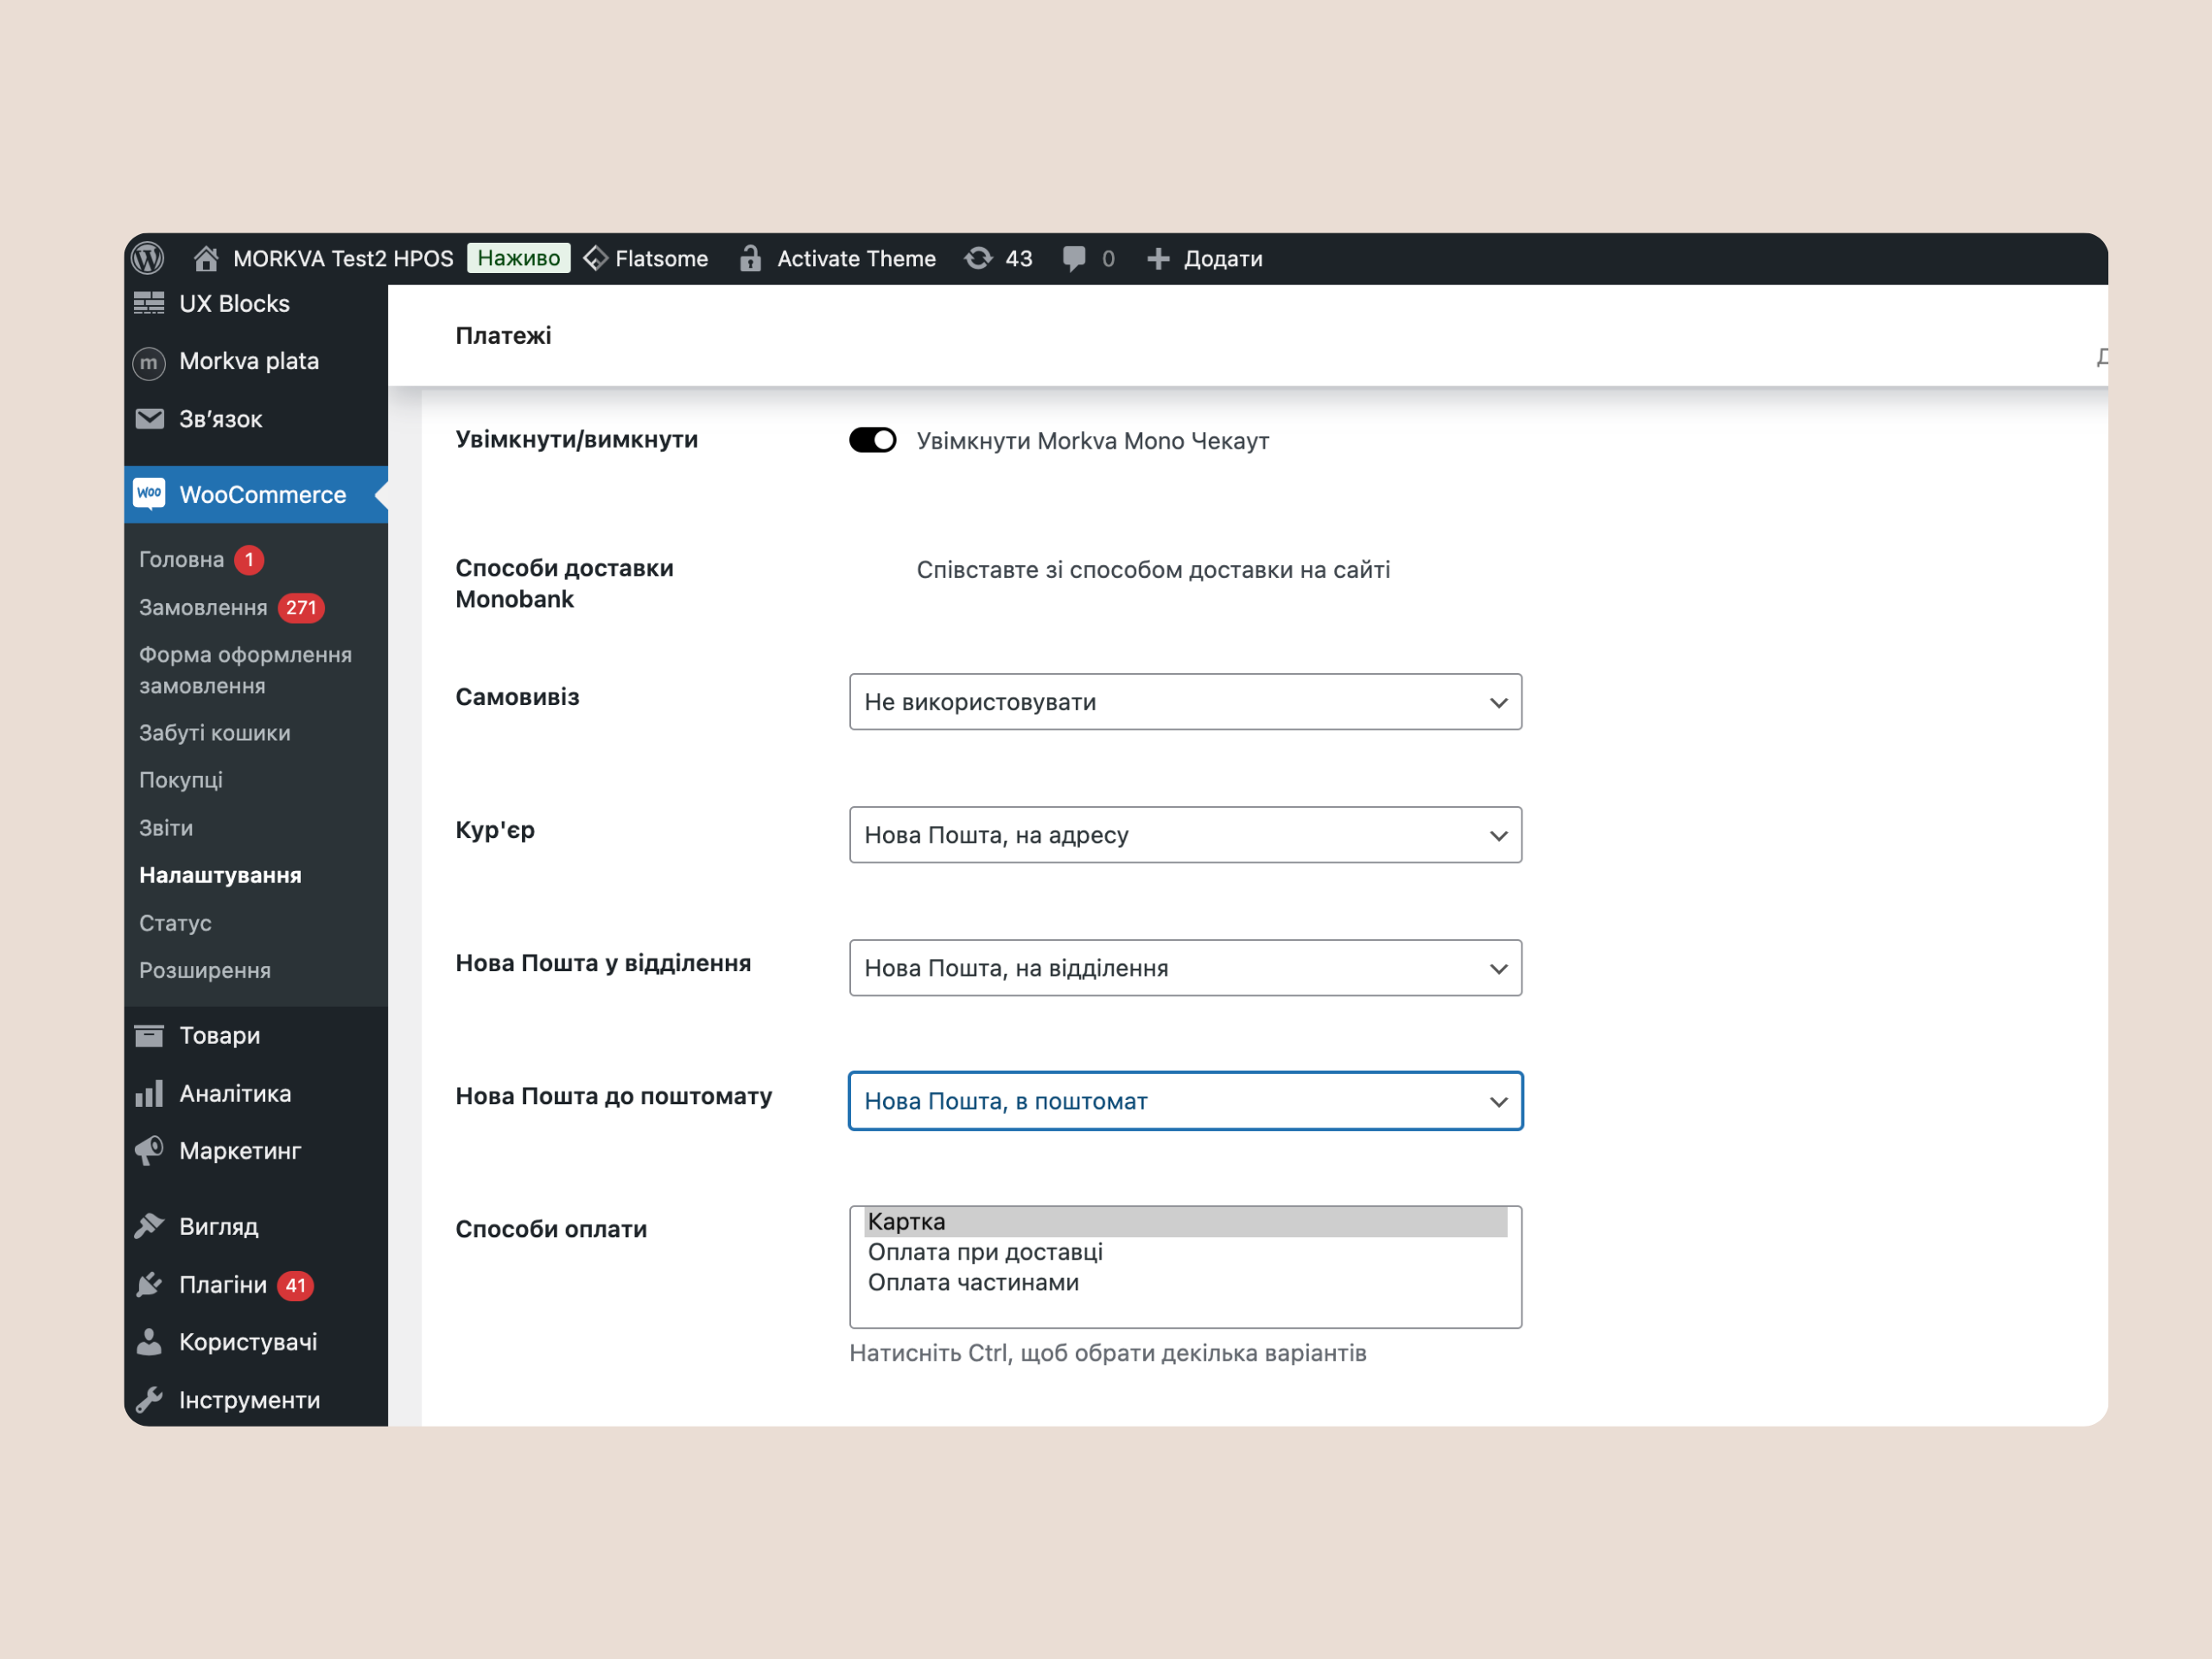 MORKVA Test2 HPOS Наживо Flatsome Activate Theme 43 0 Додати
UX Blocks
Morkva plata
Зв’язок
WooCommerce
Головна 1
Замовлення 271
Форма оформлення
замовлення
Забуті кошики
Покупці
Звіти
Налаштування
Статус
Розширення
Товари
Аналітика
Маркетинг
Вигляд
Плагіни 41
Користувачі
Інструменти
Платежі
Увімкнути/вимкнути
Увімкнути Morkva Mono Чекаут
Способи доставки
Monobank
Співставте зі способом доставки на сайті
Самовивіз
Не використовувати
Кур'єр
Нова Пошта, на адресу
Нова Пошта у відділення
Нова Пошта, на відділення
Нова Пошта до поштомату
Нова Пошта, в поштомат
Способи оплати
Картка
Оплата при доставці
Оплата частинами
Натисніть Ctrl, щоб обрати декілька варіантів